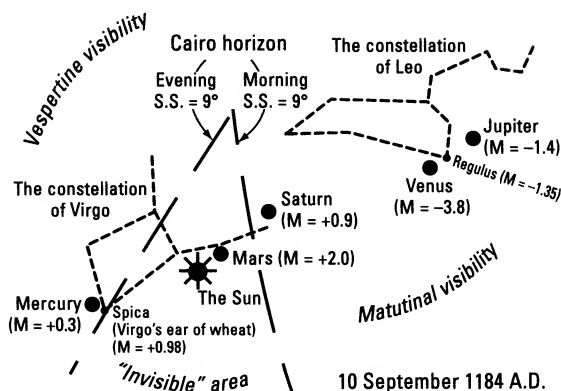 Vespertine visibility
Cairo horizon
Evening
S.S. = 9°
Morning
S.S. = 9°
The constellation
of Leo
Jupiter
(M = –1.4)
Regulus (M = –1.35)
Venus
(M = –3.8)
The constellation
of Virgo
Saturn
(M = +0.9)
Mars (M = +2.0)
The Sun
Matutinal visibility
Mercury
(M = +0.3)
Spica
(Virgo's ear of wheat)
(M = +0.98)
"Invisible" area
10 September 1184 A.D.